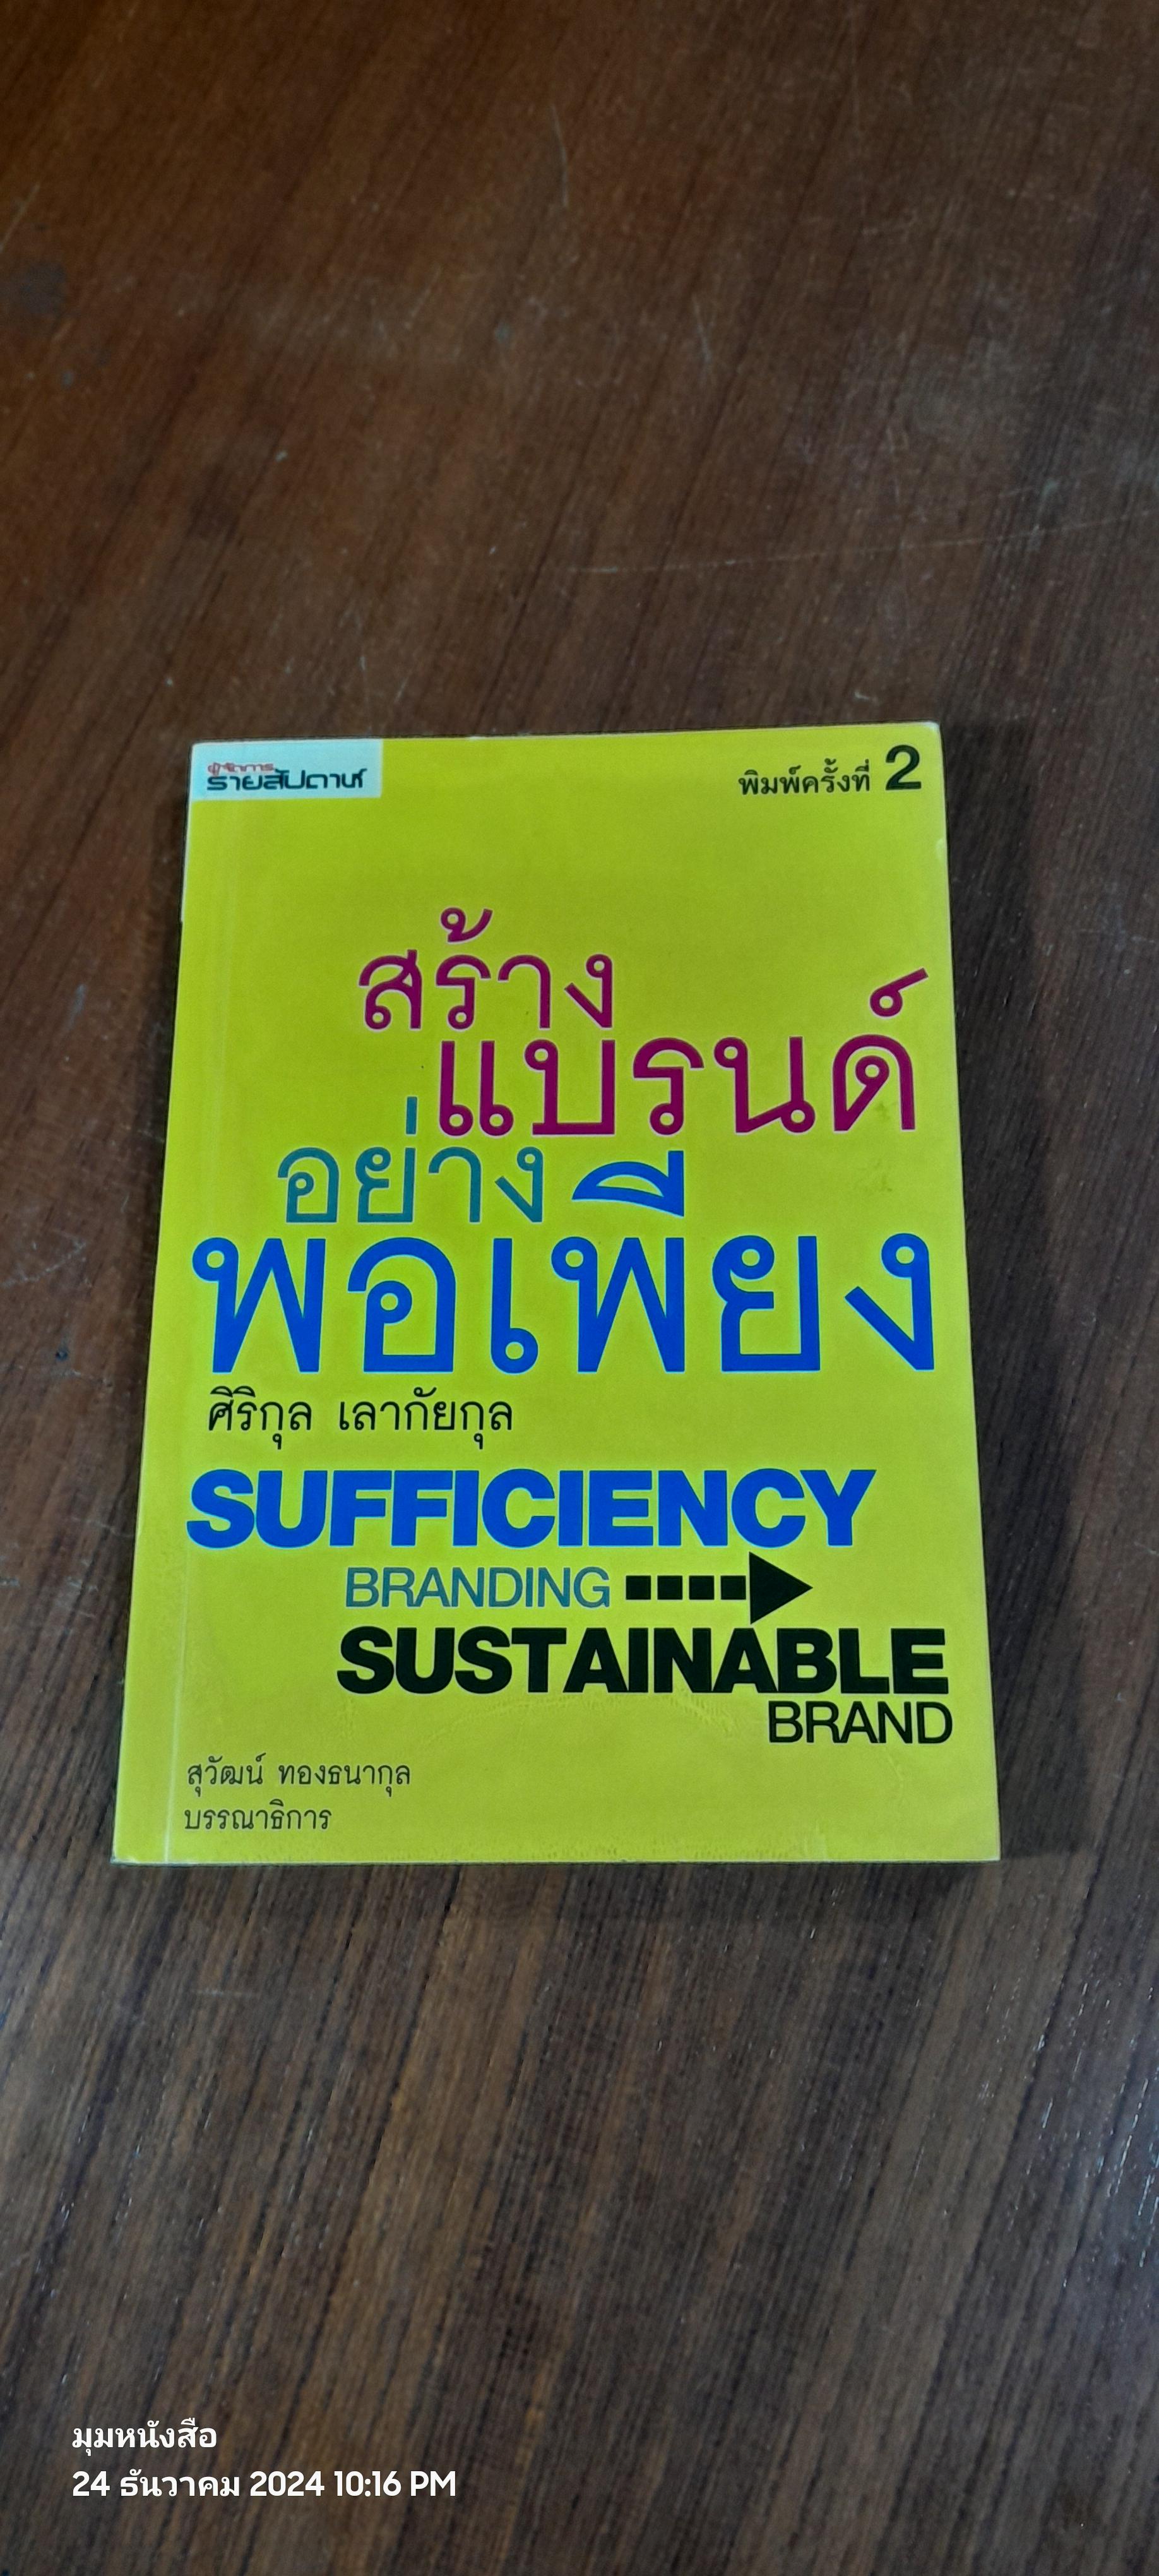 ผู้จัดการ
รายสัปดาห์
พิมพ์ครั้งที่ 2
สร้าง
แบรนด์
อย่าง
พอเพียง
ศิริกุล เลากัยกุล
SUFFICIENCY
BRANDING
SUSTAINABLE
BRAND
สุวัฒน์ ทองธนากุล
บรรณาธิการ
มุมหนังสือ
24 ธันวาคม 2024 10:16 PM